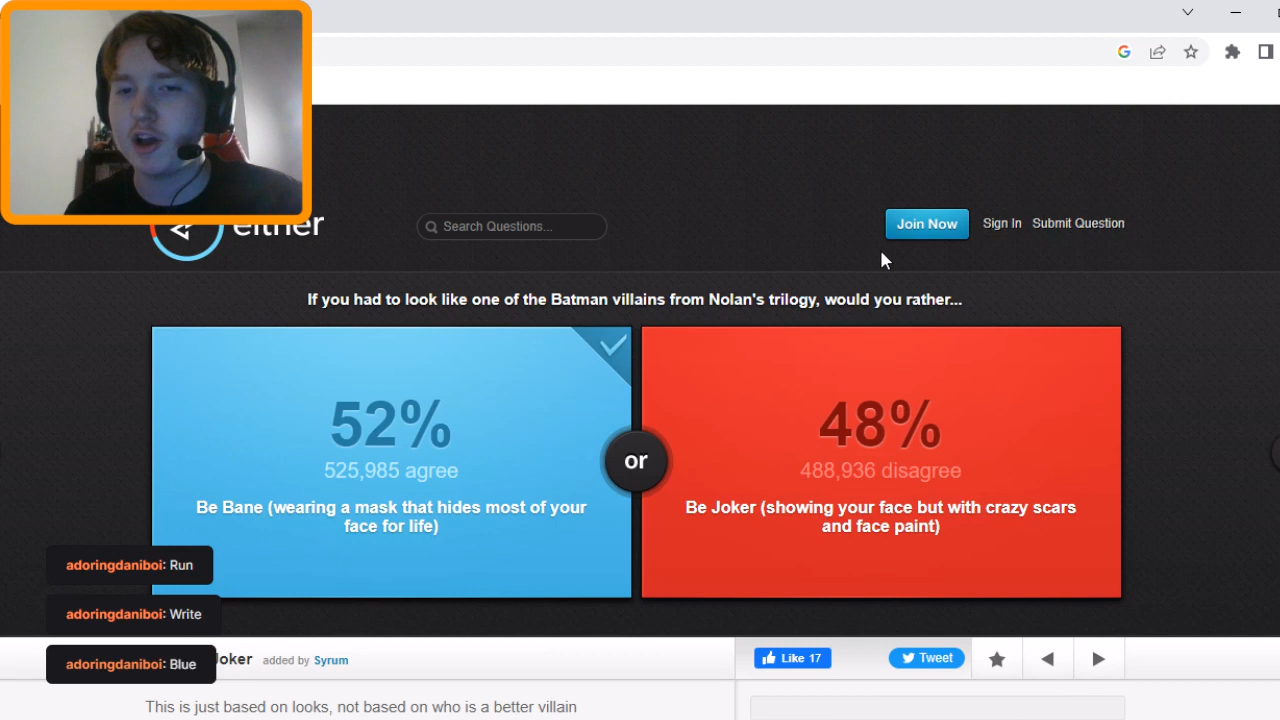 either
Search Questions...
Join Now
Sign In
Submit Question
If you had to look like one of the Batman villains from Nolan's trilogy, would you rather...
52%
525,985 agree
Be Bane (wearing a mask that hides most of your
face for life)
or
48%
488,936 disagree
Be Joker (showing your face but with crazy scars
and face paint)
adoringdaniboi: Run
adoringdaniboi: Write
adoringdaniboi: Blue
Joker added by Syrum
Like 17
Tweet
This is just based on looks, not based on who is a better villain